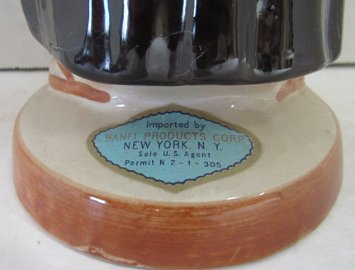 Imported by
BANFI PRODUCTS CORP
NEW YORK, N. Y.
Sole U.S. Agent
Permit N 2-1-305